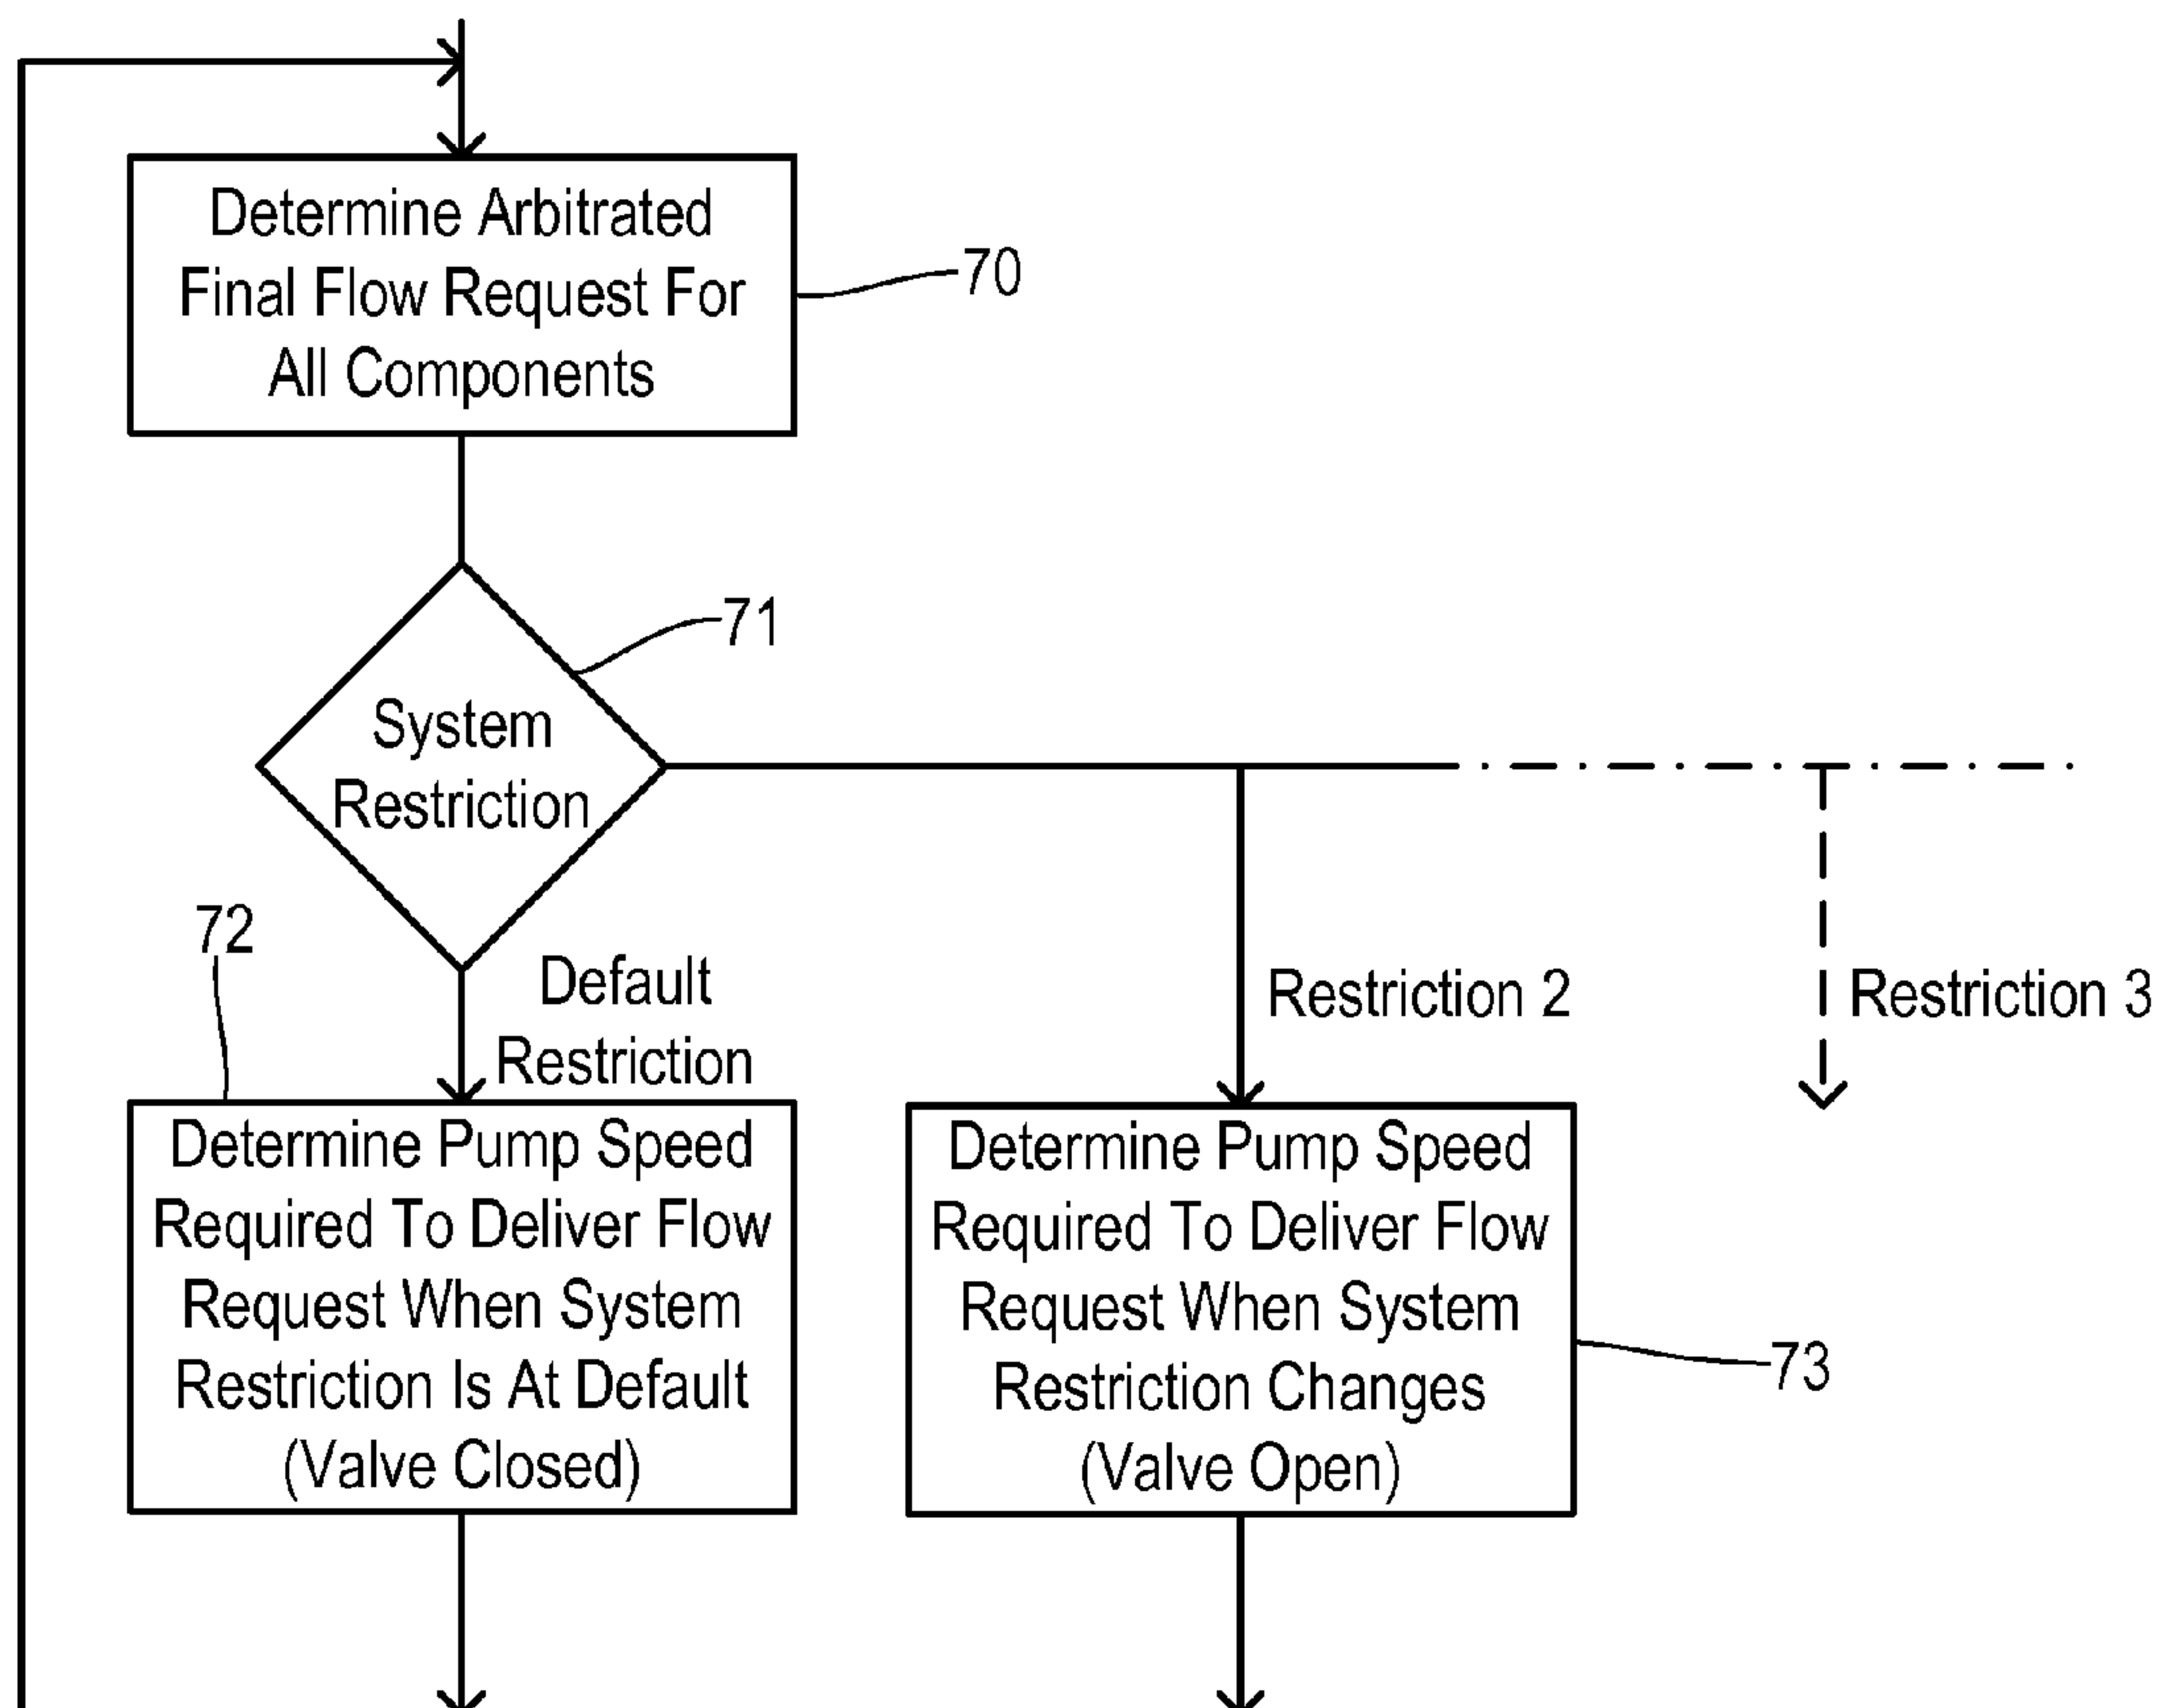 Determine Arbitrated
Final Flow Request For
All Components
70
71
System
Restriction
72
Default
Restriction
Restriction 2
Restriction 3
Determine Pump Speed
Required To Deliver Flow
Request When System
Restriction Is At Default
(Valve Closed)
Determine Pump Speed
Required To Deliver Flow
Request When System
Restriction Changes
(Valve Open)
73